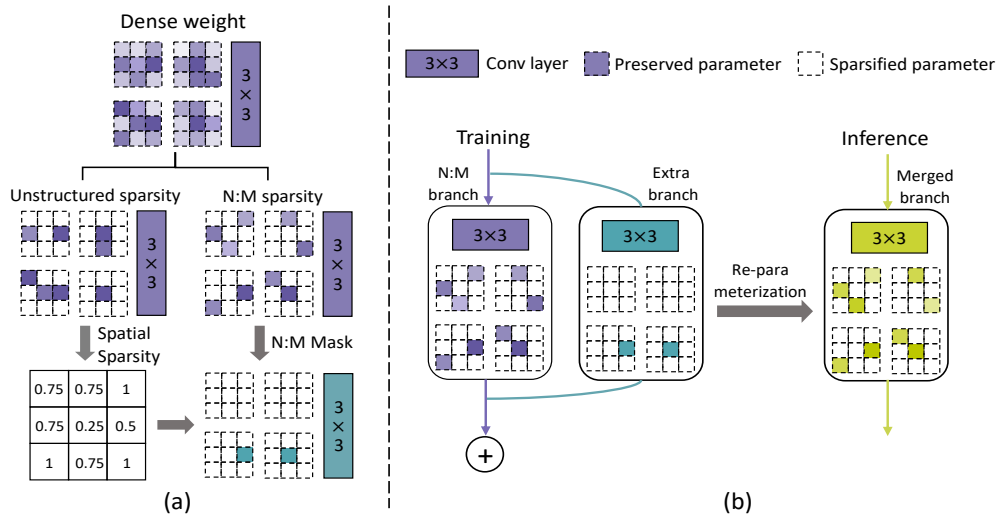 Dense weight
3×3
Unstructured sparsity
N:M sparsity
3×3
3×3
Spatial
Sparsity
N:M Mask
0.75 0.75 1
0.75 0.25 0.5
1 0.75 1
3×3
(a)
3×3 Conv layer Preserved parameter Sparsified parameter
Training
Inference
N:M
branch
Extra
branch
Merged
branch
3×3
3×3
3×3
Re-para
meterization
+
(b)